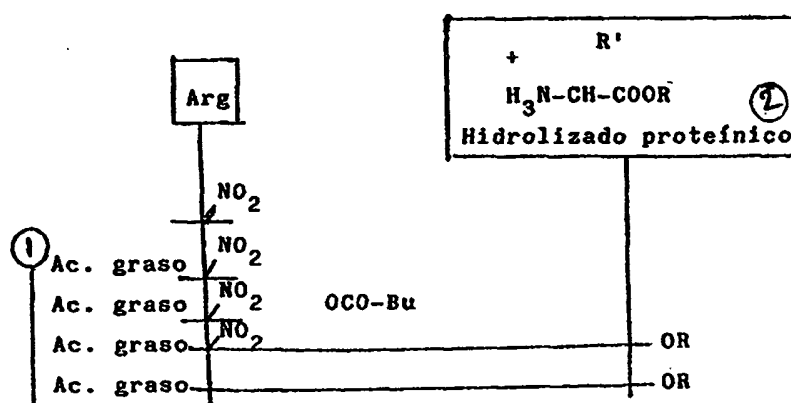 R'
+
Arg
H3N-CH-COOR
2
Hidrolizado proteínico
NO2
1
NO2
Ac. graso
NO2
Ac. graso
OCO-Bu
NO2
Ac. graso
OR
Ac. graso
OR